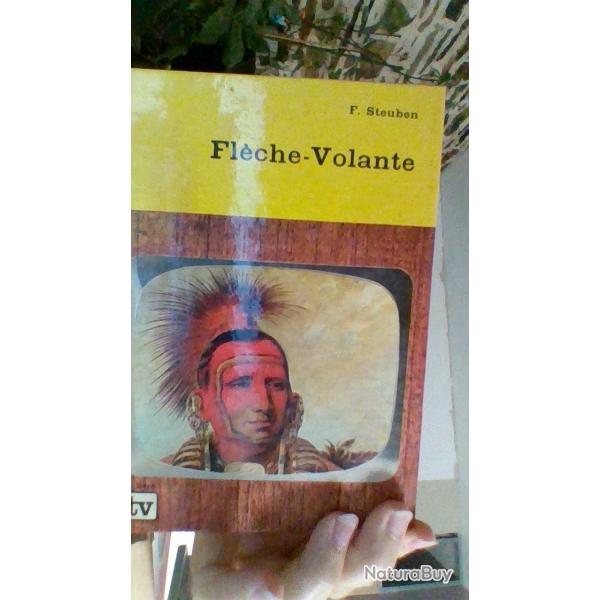 F. Steuben
Flèche-Volante
tv
NaturaBuy